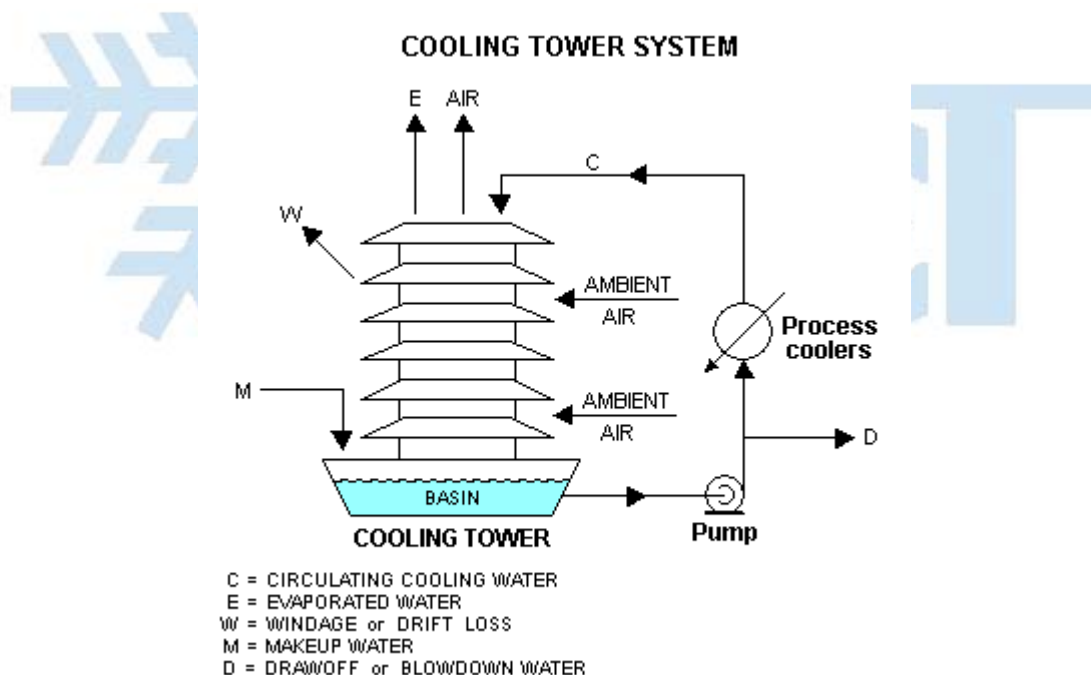 COOLING TOWER SYSTEM
E AIR
C
W
AMBIENT
AIR
Process
coolers
M
AMBIENT
AIR
D
BASIN
Pump
COOLING TOWER
C = CIRCULATING COOLING WATER
E = EVAPORATED WATER
W = WINDAGE or DRIFT LOSS
M = MAKEUP WATER
D = DRAWOFF or BLOWDOWN WATER